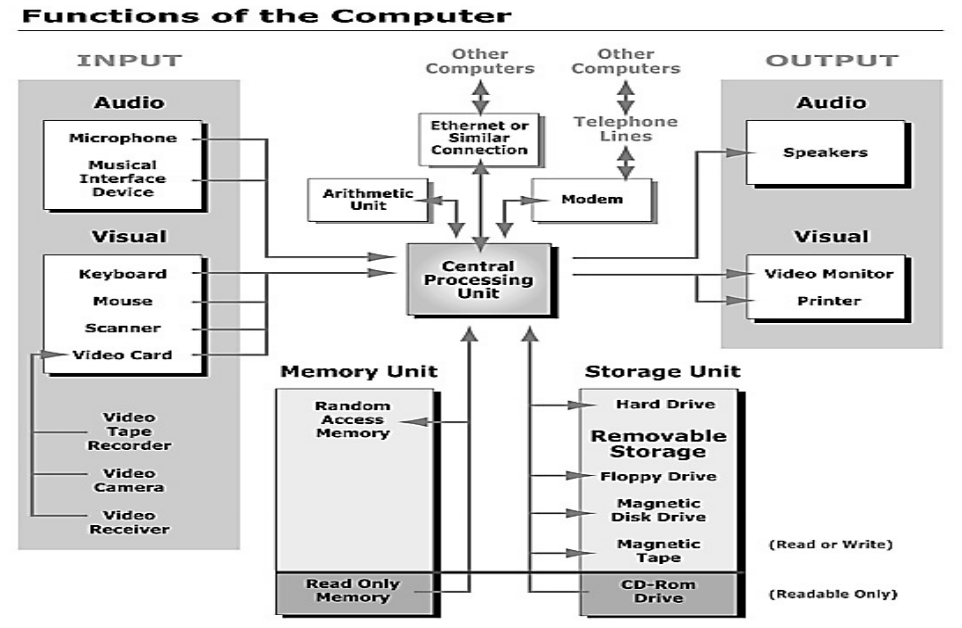 Functions of the Computer
INPUT
Audio
Microphone
Musical
Interface
Device
Visual
Keyboard
Mouse
Scanner
Video Card
Video
Tape
Recorder
Video
Camera
Video
Receiver
Other
Computers
Ethernet or
Similar
Connection
Other
Computers
Telephone
Lines
Arithmetic
Unit
Modem
Central
Processing
Unit
OUTPUT
Audio
Speakers
Visual
Video Monitor
Printer
Memory Unit
Random
Access
Memory
Read Only
Memory
Storage Unit
Hard Drive
Removable
Storage
Floppy Drive
Magnetic
Disk Drive
Magnetic
Tape
(Read or Write)
CD-Rom
Drive
(Readable Only)